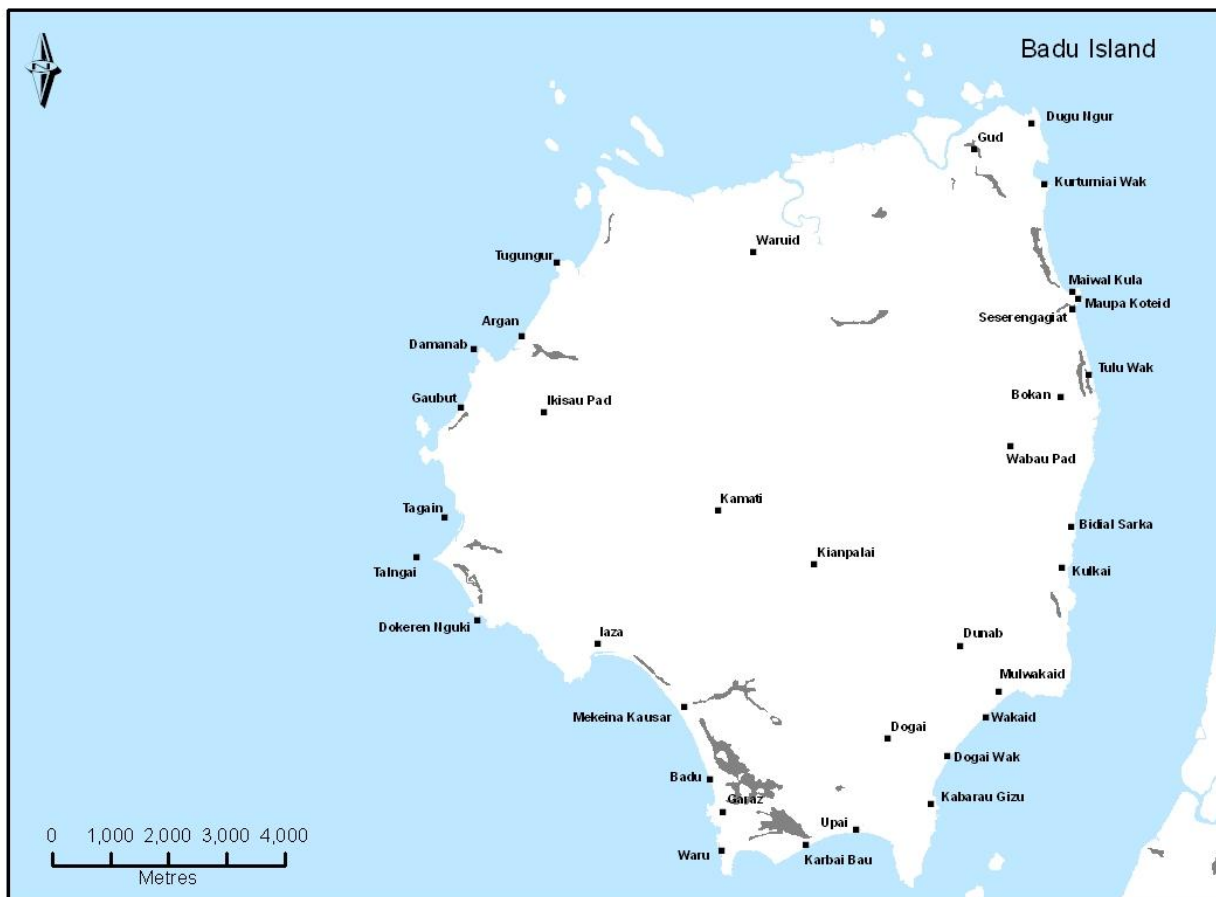 Badu Island
N
Dugu Ngur
Gud
Kurturniai Wak
Waruid
Tugungur
Maiwal Kula
Maupa Koteid
Seserengagiat
Argan
Damanab
Tulu Wak
Bokan
Gaubut
Ikisau Pad
Wabau Pad
Kamati
Tagain
Bidial Sarka
Kianpalai
Talngai
Kulkai
Dokeren Nguki
Iaza
Dunab
Mulwakaid
Mekeina Kausar
Wakaid
Dogai
Dogai Wak
Badu
Garaz
Kabarau Gizu
Upai
Waru
Karbai Bau
0 1,000 2,000 3,000 4,000
Metres